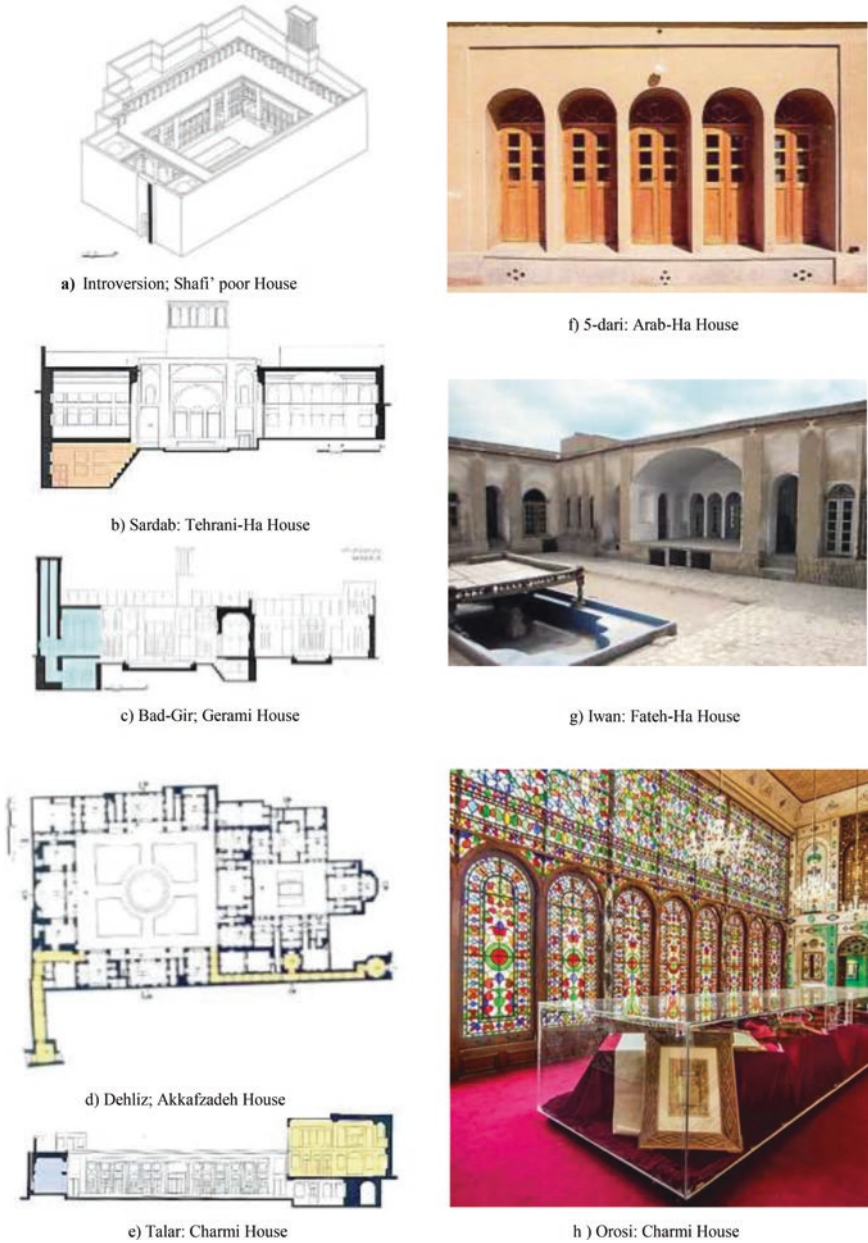 a) Introversion; Shafi' poor House
b) Sardab: Tehrani-Ha House
c) Bad-Gir; Gerami House
d) Dehliz; Akkafzadeh House
e) Talar: Charmi House
f) 5-dari: Arab-Ha House
g) Iwan: Fateh-Ha House
h ) Orosi: Charmi House